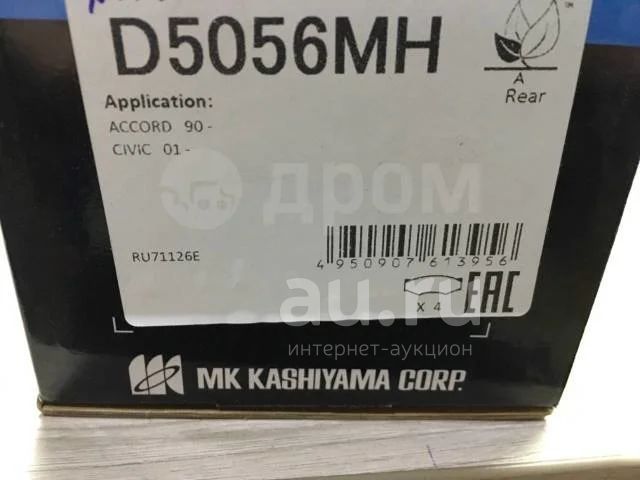 D5056MH
™
A
Rear
Application:
ACCORD 90 -
CIVIC 01 -
дром
RU71126E
4 950907 613956
au.ru
X 4
EAC
интернет-аукцион
MK KASHIYAMA CORP.